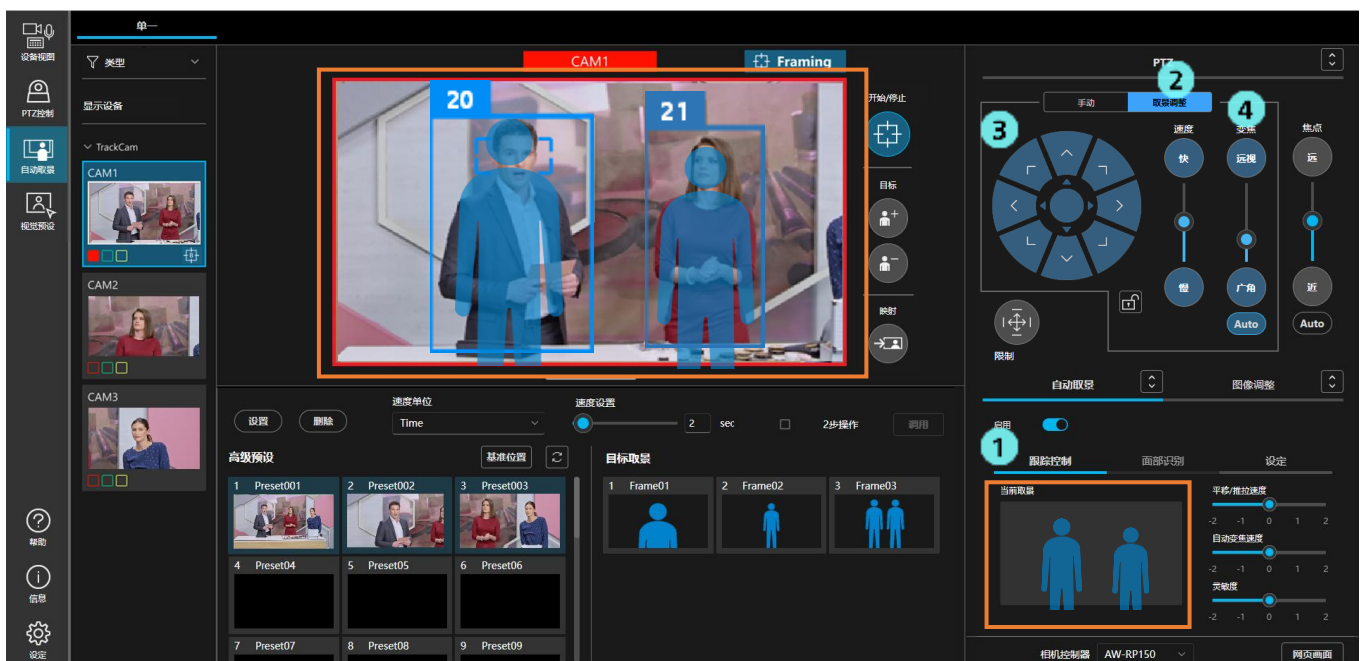 单一
设备视图
PTZ控制
自动取景
视觉预设
帮助
信息
设定
类型
显示设备
TrackCam
CAM1
CAM2
CAM3
CAM1
Framing
20
21
开始/停止
目标
映射
速度单位
速度设置
设置
删除
Time
2
sec
2步操作
调用
高级预设
基准位置
1 Preset001
2 Preset002
3 Preset003
4 Preset04
5 Preset05
6 Preset06
7 Preset07
8 Preset08
9 Preset09
目标取景
1 Frame01
2 Frame02
3 Frame03
PTZ
2
手动
取景调整
3
4
速度
变焦
焦点
快
远视
远
慢
广角
近
Auto
Auto
限制
自动取景
图像调整
启用
1
跟踪控制
面部识别
设定
当前取景
平移/推拉速度
-2 -1 0 1 2
自动变焦速度
-2 -1 0 1 2
灵敏度
-2 -1 0 1 2
相机控制器
AW-RP150
网页画面